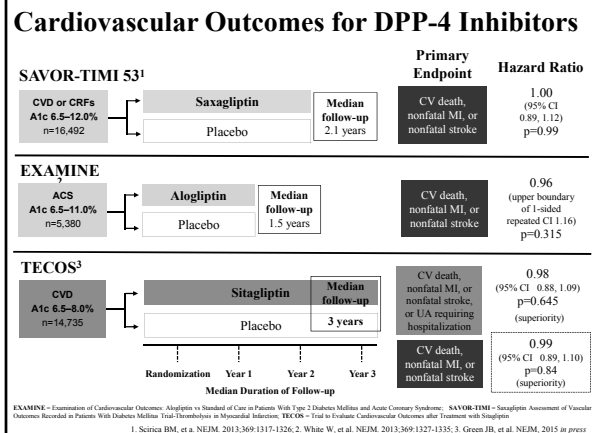 Cardiovascular Outcomes for DPP-4 Inhibitors
Primary
Endpoint
Hazard Ratio
SAVOR-TIMI 53¹
CVD or CRFs
A1c 6.5–12.0%
n=16,492
Saxagliptin
Placebo
Median
follow-up
2.1 years
CV death,
nonfatal MI, or
nonfatal stroke
1.00
(95% CI
0.89, 1.12)
p=0.99
EXAMINE
2
ACS
A1c 6.5–11.0%
n=5,380
Alogliptin
Placebo
Median
follow-up
1.5 years
CV death,
nonfatal MI, or
nonfatal stroke
0.96
(upper boundary
of 1-sided
repeated CI 1.16)
p=0.315
TECOS³
CVD
A1c 6.5–8.0%
n=14,735
Sitagliptin
Placebo
Median
follow-up
3 years
CV death,
nonfatal MI, or
nonfatal stroke,
or UA requiring
hospitalization
0.98
(95% CI 0.88, 1.09)
p=0.645
(superiority)
CV death,
nonfatal MI, or
nonfatal stroke
0.99
(95% CI 0.89, 1.10)
p=0.84
(superiority)
Randomization Year 1 Year 2 Year 3
Median Duration of Follow-up
EXAMINE = Examination of Cardiovascular Outcomes: Alogliptin vs Standard of Care in Patients With Type 2 Diabetes Mellitus and Acute Coronary Syndrome; SAVOR-TIMI = Saxagliptin Assessment of Vascular
Outcomes Recorded in Patients With Diabetes Mellitus Trial-Thrombolysis in Myocardial Infarction; TECOS = Trial to Evaluate Cardiovascular Outcomes after Treatment with Sitagliptin
1. Scirica BM, et al. NEJM. 2013;369:1317-1326; 2. White W, et al. NEJM. 2013;369:1327-1335; 3. Green JB, et al. NEJM, 2015 in press